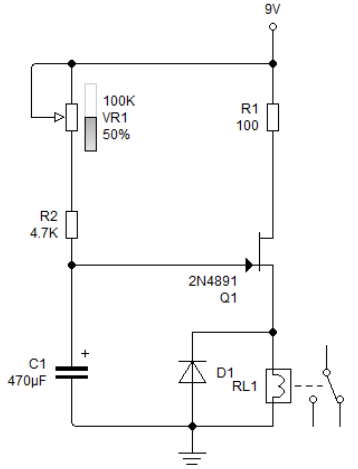 9V
100K
VR1
50%
R1
100
R2
4.7K
2N4891
Q1
C1
+
470µF
D1
RL1